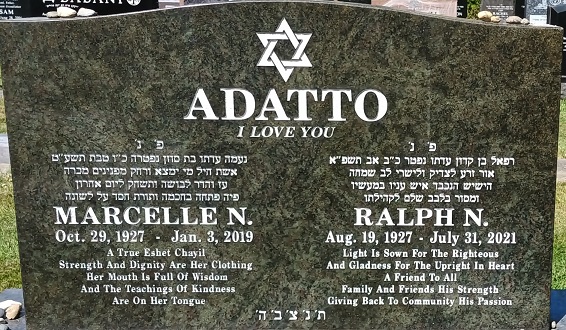 ADATTO
I LOVE YOU
פ נ
נעמה עדתו בת סדון נפטרה כ״ו טבת תשע״ט
אשת חיל מי ימצא ורחק מפנינים מכרה
עז והדר לבושה ותשחק ליום אחרון
פיה פתחה בחכמה ותורת חסד על לשונה
MARCELLE N.
Oct. 29, 1927 - Jan. 3, 2019
A True Eshet Chayil
Strength And Dignity Are Her Clothing
Her Mouth Is Full Of Wisdom
And The Teachings Of Kindness
Are On Her Tongue
פ נ
רפאל בן קדון עדתו נפטר כ״ב אב תשפ״א
אור זרע לצדיק ולישרי לב שמחה
הישיש הנכבד איש עניו במעשיו
ומסור בלבב שלם לקהילתו
RALPH N.
Aug. 19, 1927 - July 31, 2021
Light Is Sown For The Righteous
And Gladness For The Upright In Heart
Friend To All
Family And Friends His Strength
Giving Back To Community His Passion
ת׳נ׳צ׳ב׳ה׳